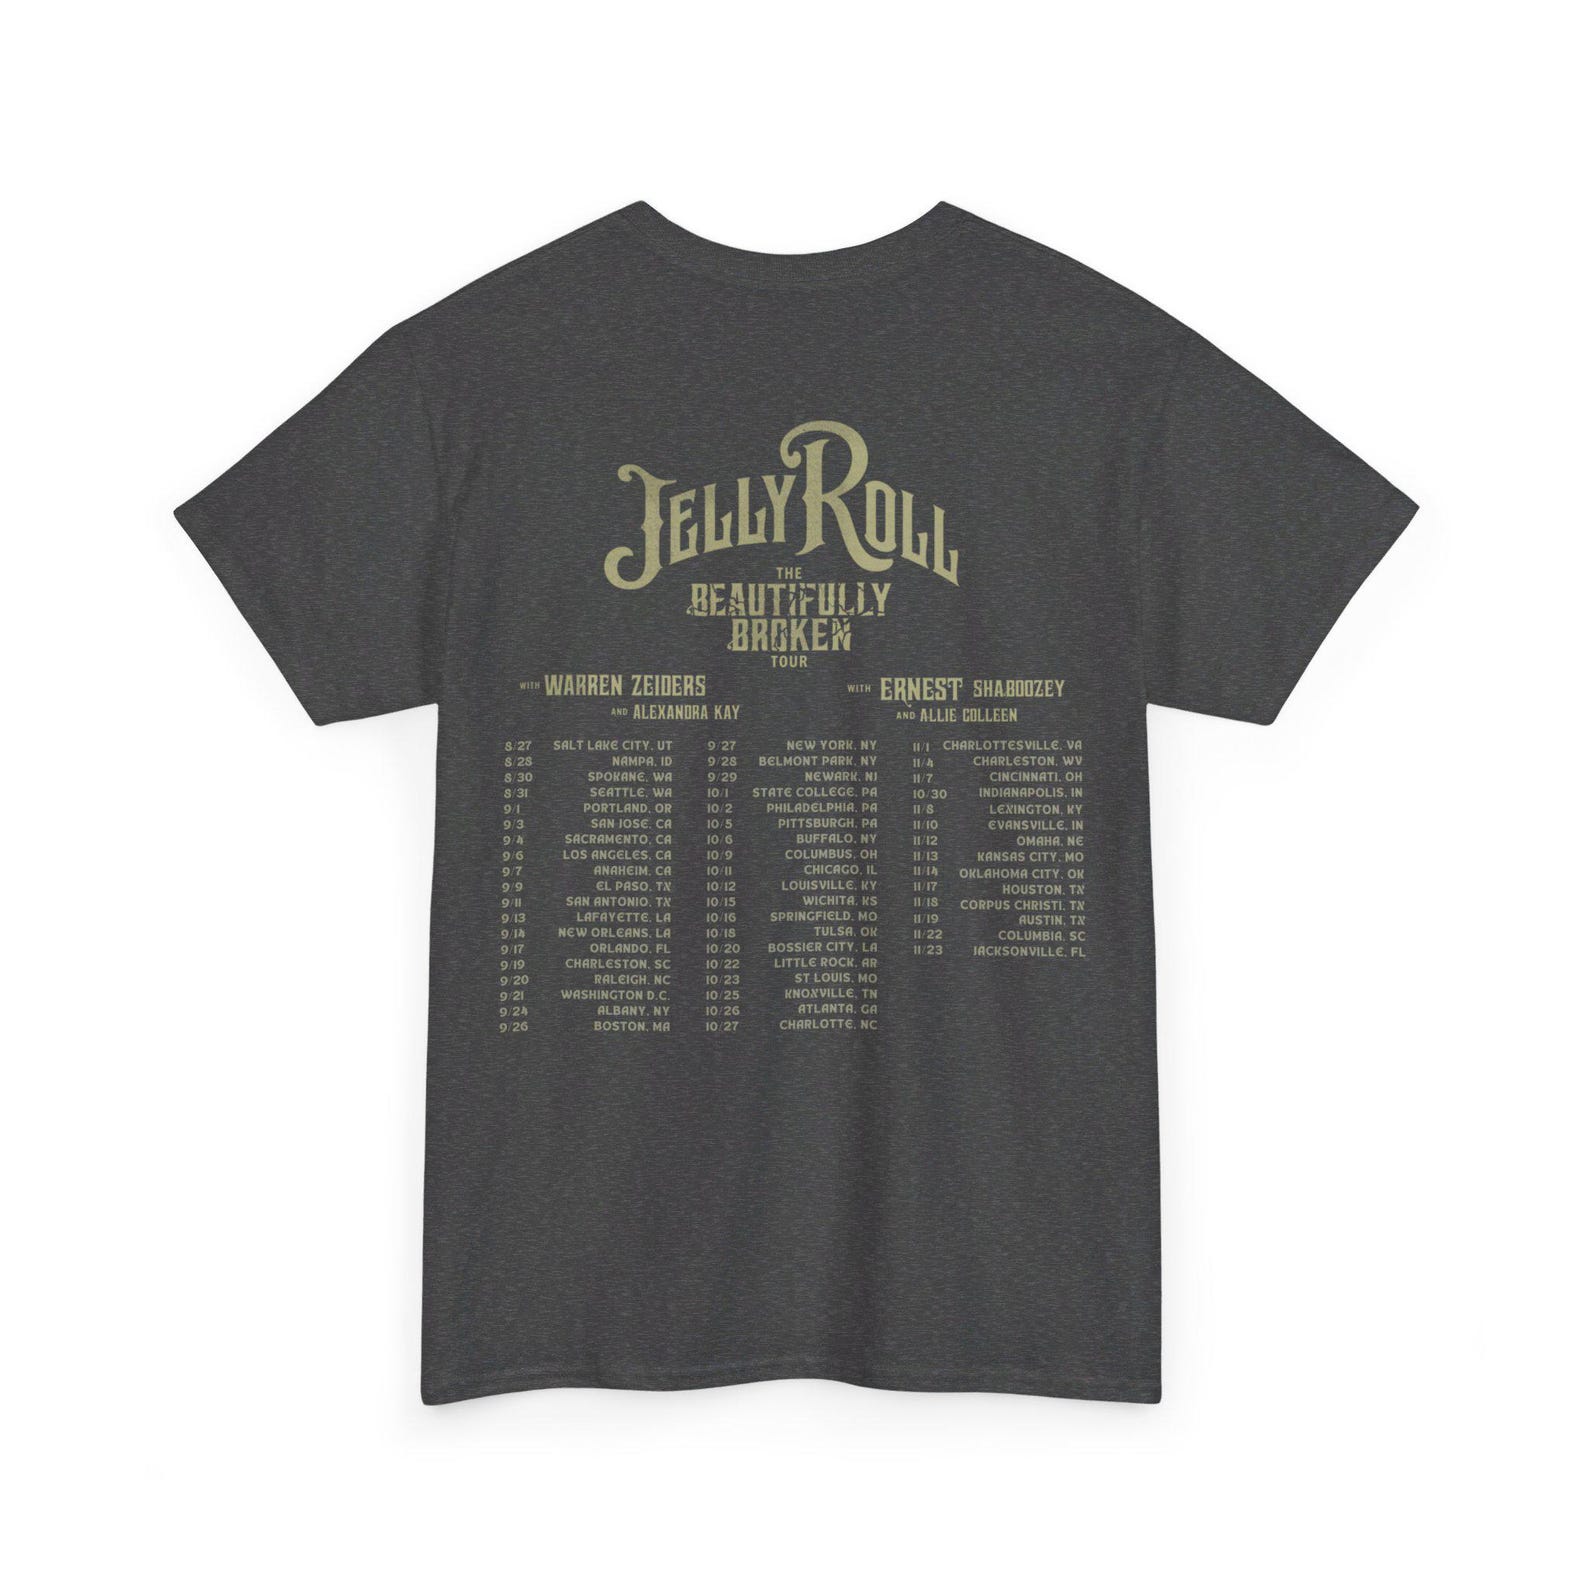 JELLY ROLL
THE
BEAUTIFULLY
BROKEN
TOUR
WITH WARREN ZEIDERS
AND ALEXANDRA KAY
WITH ERNEST SHABOOZEY
AND ALLIE COLLEEN
8/27 SALT LAKE CITY, UT
8/28 NAMPA, ID
8/30 SPOKANE, WA
8/31 SEATTLE, WA
9/1 PORTLAND, OR
9/3 SAN JOSE, CA
9/4 SACRAMENTO, CA
9/6 LOS ANGELES, CA
9/7 ANAHEIM, CA
9/9 EL PASO, TX
9/11 SAN ANTONIO, TX
9/13 LAFAYETTE, LA
9/14 NEW ORLEANS, LA
9/17 ORLANDO, FL
9/19 CHARLESTON, SC
9/20 RALEIGH, NC
9/21 WASHINGTON D.C.
9/24 ALBANY, NY
9/26 BOSTON, MA
9/27 NEW YORK, NY
9/28 BELMONT PARK, NY
9/29 NEWARK, NJ
10/1 STATE COLLEGE, PA
10/2 PHILADELPHIA, PA
10/5 PITTSBURGH, PA
10/6 BUFFALO, NY
10/9 COLUMBUS, OH
10/11 CHICAGO, IL
10/12 LOUISVILLE, KY
10/15 WICHITA, KS
10/16 SPRINGFIELD, MO
10/18 TULSA, OK
10/20 BOSSIER CITY, LA
10/22 LITTLE ROCK, AR
10/23 ST LOUIS, MO
10/25 KNOXVILLE, TN
10/26 ATLANTA, GA
10/27 CHARLOTTE, NC
11/1 CHARLOTTESVILLE, VA
11/4 CHARLESTON, WV
11/7 CINCINNATI, OH
10/30 INDIANAPOLIS, IN
11/8 LEXINGTON, KY
11/10 EVANSVILLE, IN
11/12 OMAHA, NE
11/13 KANSAS CITY, MO
11/14 OKLAHOMA CITY, OK
11/17 HOUSTON, TX
11/18 CORPUS CHRISTI, TX
11/19 AUSTIN, TX
11/22 COLUMBIA, SC
11/23 JACKSONVILLE, FL